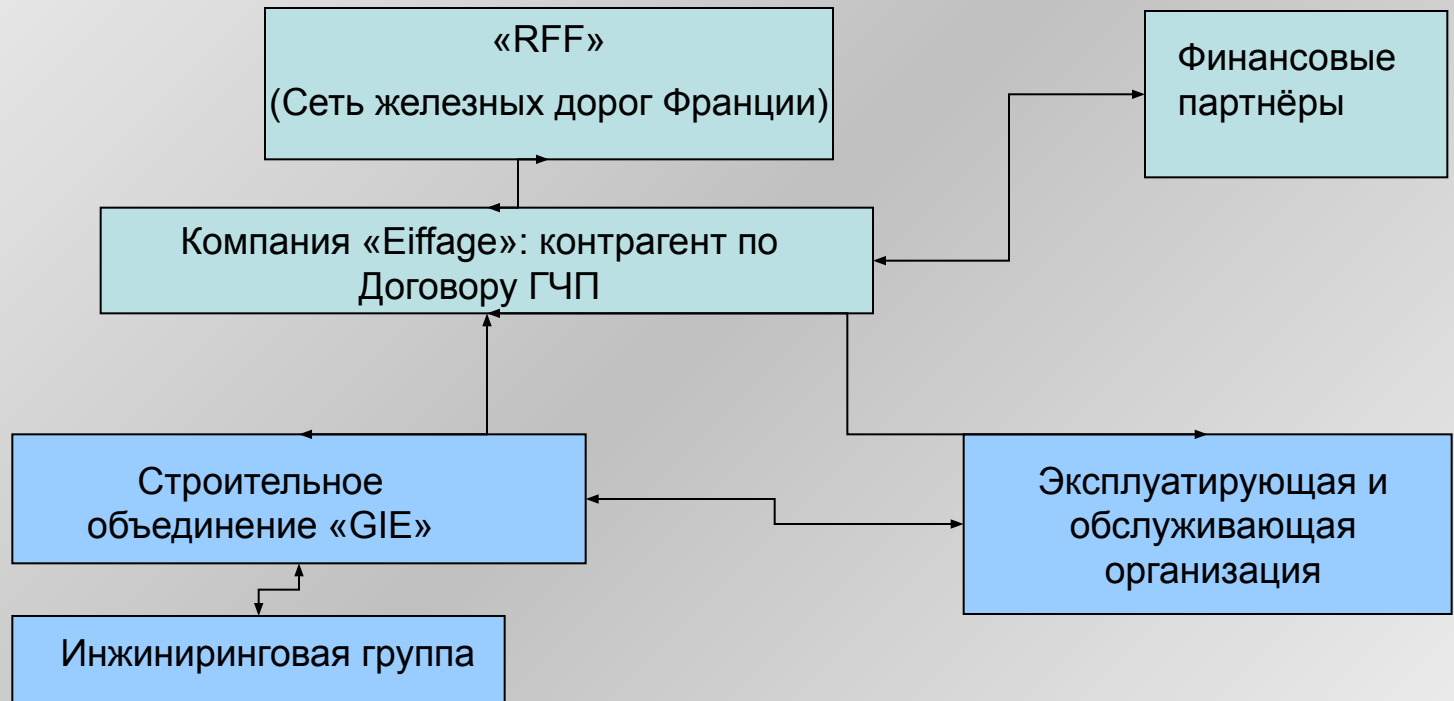 «RFF»
(Сеть железных дорог Франции)
Финансовые
партнёры
Компания «Eiffage»: контрагент по
Договору ГЧП
Строительное
объединение «GIE»
Эксплуатирующая и
обслуживающая
организация
Инжиниринговая группа